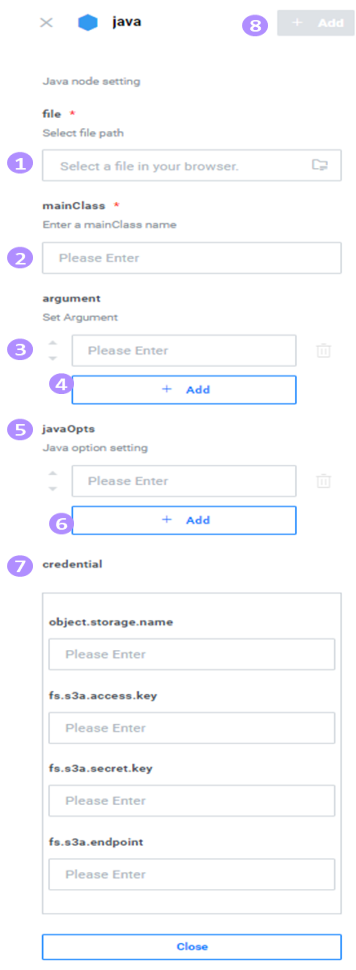 java
8
+ Add
Java node setting
file *
Select file path
1
Select a file in your browser.
mainClass *
Enter a mainClass name
2
Please Enter
argument
Set Argument
3
Please Enter
4
+ Add
5
javaOpts
Java option setting
Please Enter
6
+ Add
7
credential
object.storage.name
Please Enter
fs.s3a.access.key
Please Enter
fs.s3a.secret.key
Please Enter
fs.s3a.endpoint
Please Enter
Close